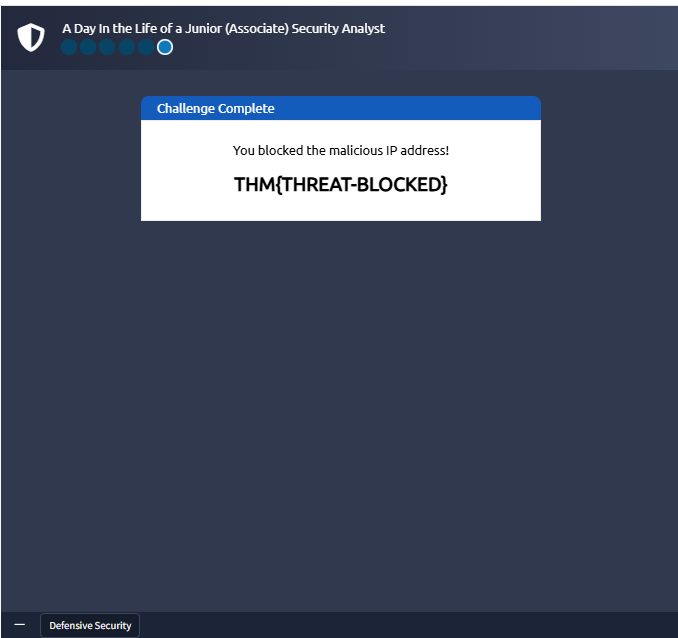 A Day In the Life of a Junior (Associate) Security Analyst
Challenge Complete
You blocked the malicious IP address!
THM{THREAT-BLOCKED}
Defensive Security